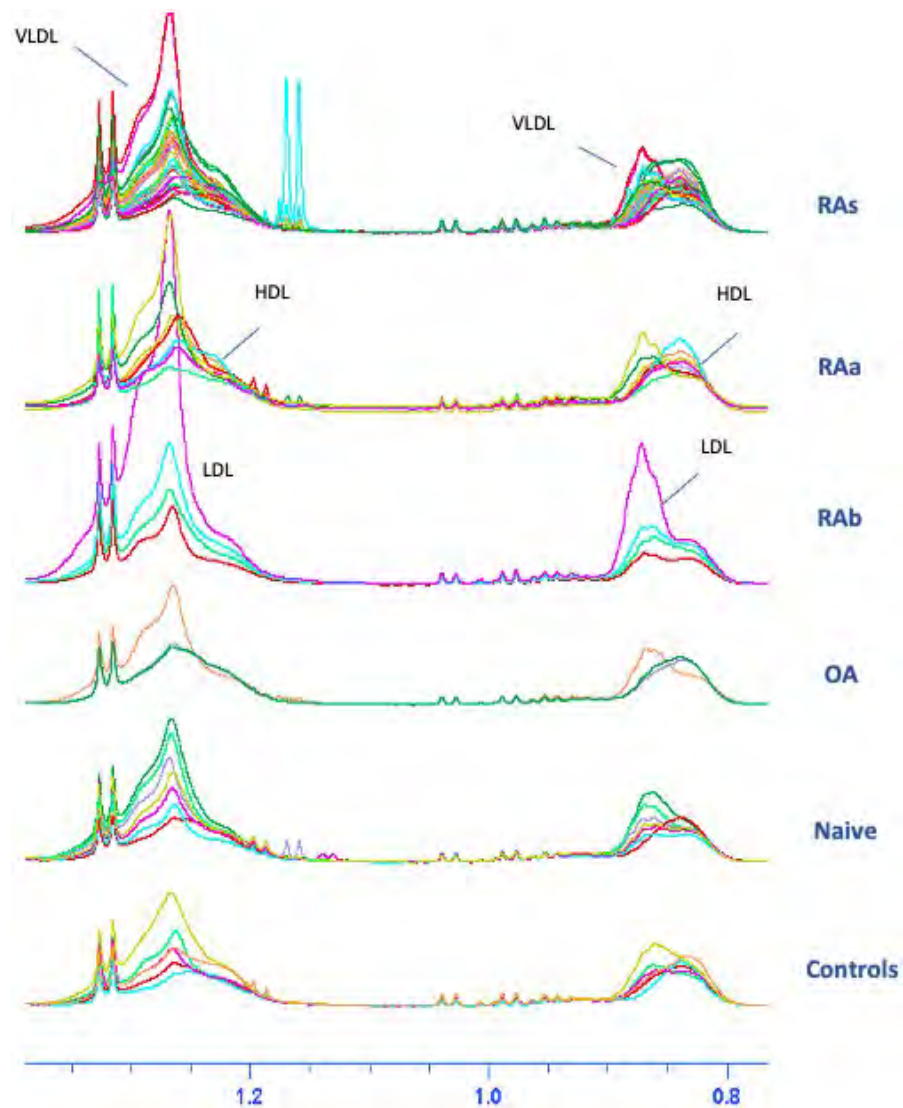 VLDL
VLDL
RAs
HDL
HDL
RAa
LDL
LDL
RAb
OA
Naive
Controls
1.2 1.0 0.8